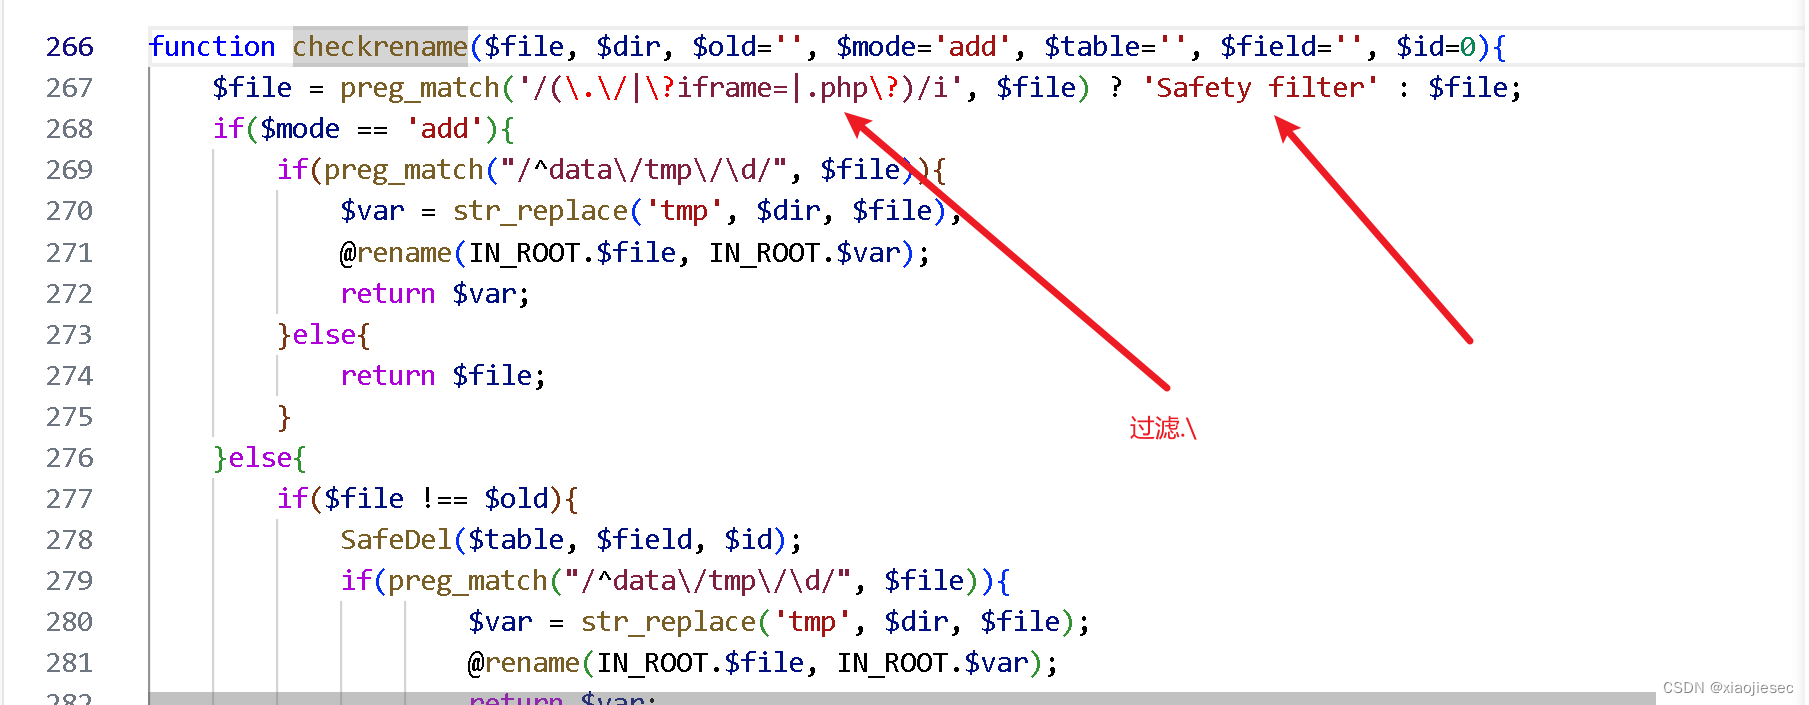 266 function checkrename($file, $dir, $old='', $mode='add', $table='', $field='', $id=0){
267 $file = preg_match('/(\.\/|\?iframe=|.php\?)/i', $file) ? 'Safety filter' : $file;
268 if($mode == 'add'){
269 if(preg_match("/^data\/tmp\/\d/", $file)){
270 $var = str_replace('tmp', $dir, $file);
271 @rename(IN_ROOT.$file, IN_ROOT.$var);
272 return $var;
273 }else{
274 return $file;
275 }
过滤.\
276 }else{
277 if($file !== $old){
278 SafeDel($table, $field, $id);
279 if(preg_match("/^data\/tmp\/\d/", $file)){
280 $var = str_replace('tmp', $dir, $file);
281 @rename(IN_ROOT.$file, IN_ROOT.$var);
282 return $var;
CSDN @xiaojiesec